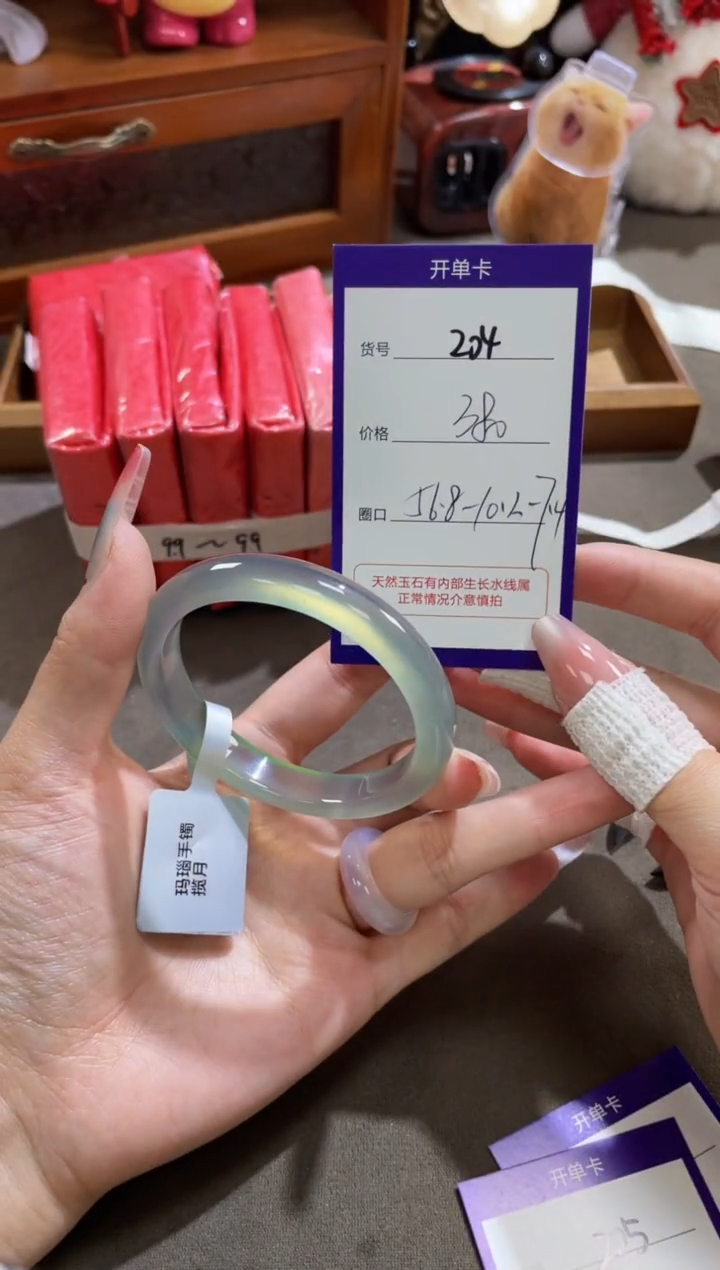 开单卡
货号 204
价格 380
圈口 56.8-10.2-7.4
天然玉石有内部生长水线属
正常情况介意慎拍
99~99
玛瑙手镯
揽月
开单卡
开单卡
205